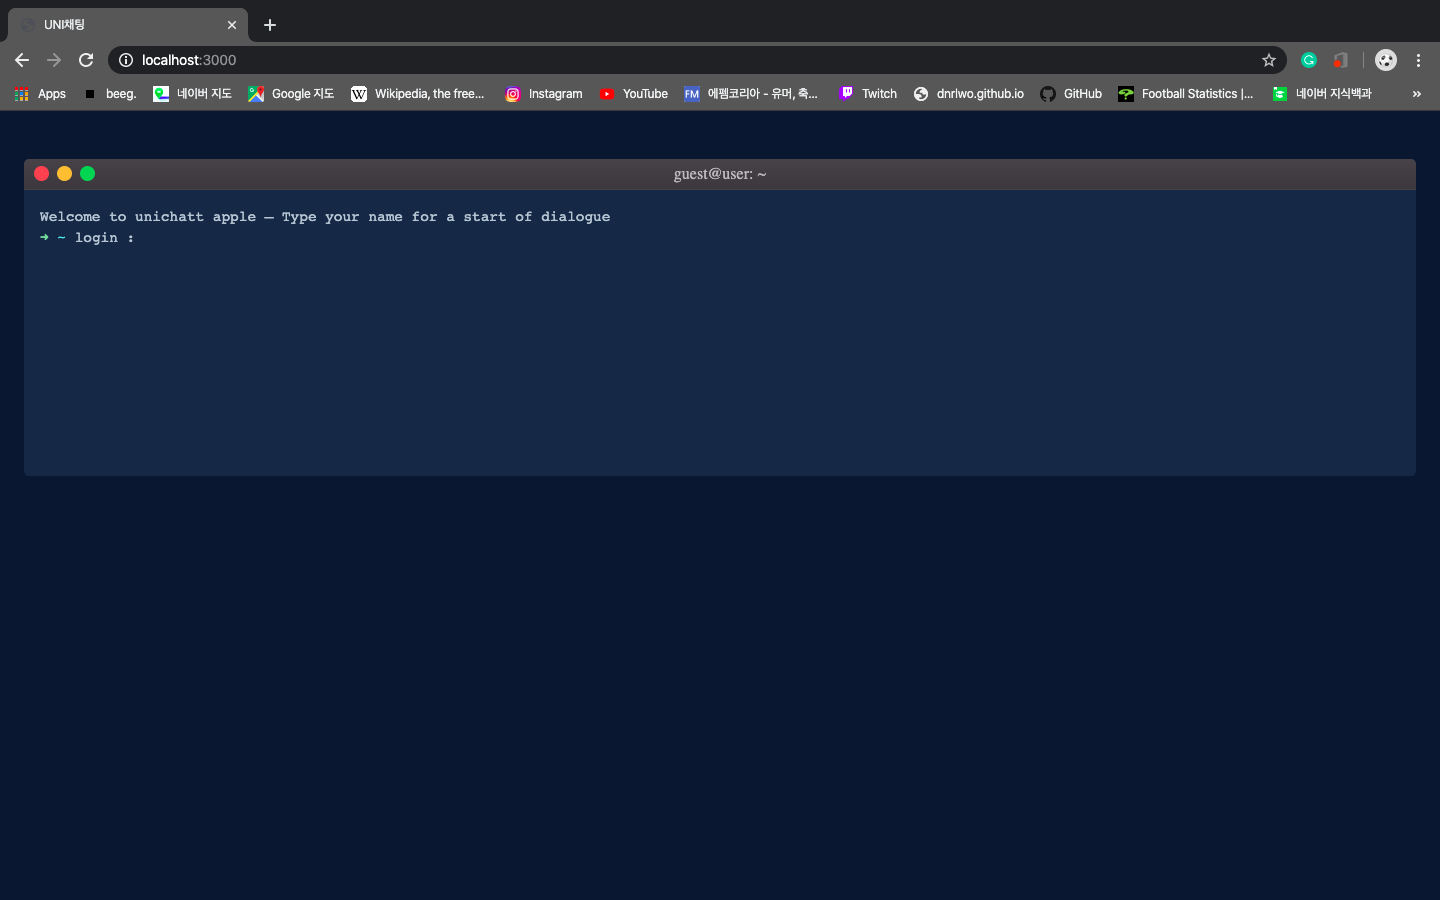 UNI채팅
localhost:3000
Apps beeg. 네이버 지도 Google 지도 W Wikipedia, the free... Instagram YouTube FM 에펨코리아 - 유머, 축... Twitch dnrlwo.github.io GitHub Football Statistics |... 네이버 지식백과 »
guest@user: ~
Welcome to unichatt apple — Type your name for a start of dialogue
➜ ~ login :